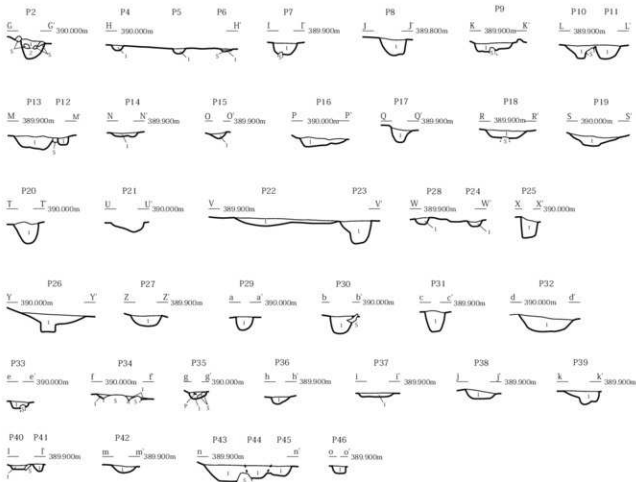 P2 P4 P5 P6 P7 P8 P9 P10 P11
G G' 390.000m H 390.000m H' I I' 389.900m J J' 389.800m K 389.900m K' L 389.900m L'
P13 P12 P14 P15 P16 P17 P18 P19
M 389.900m M' N N' 389.900m O O' 389.900m P 390.000m P' Q Q' 389.900m R 389.900m R' S 390.000m S'
P20 P21 P22 P23 P28 P24 P25
T T' 390.000m U U' 390.000m V 389.900m V' W 389.900m W' X X' 390.000m
P26 P27 P29 P30 P31 P32
Y 390.000m Y' Z Z' 389.900m a a' 390.000m b b' 390.000m c c' 389.900m d 390.000m d'
P33 P34 P35 P36 P37 P38 P39
e e' 390.000m f 390.000m f' g g' 390.000m h h' 389.900m i i' 389.900m j j' 389.900m k k' 389.900m
P40 P41 P42 P43 P44 P45 P46
l l' 389.900m m m' 389.900m n 389.900m n' o o' 389.900m